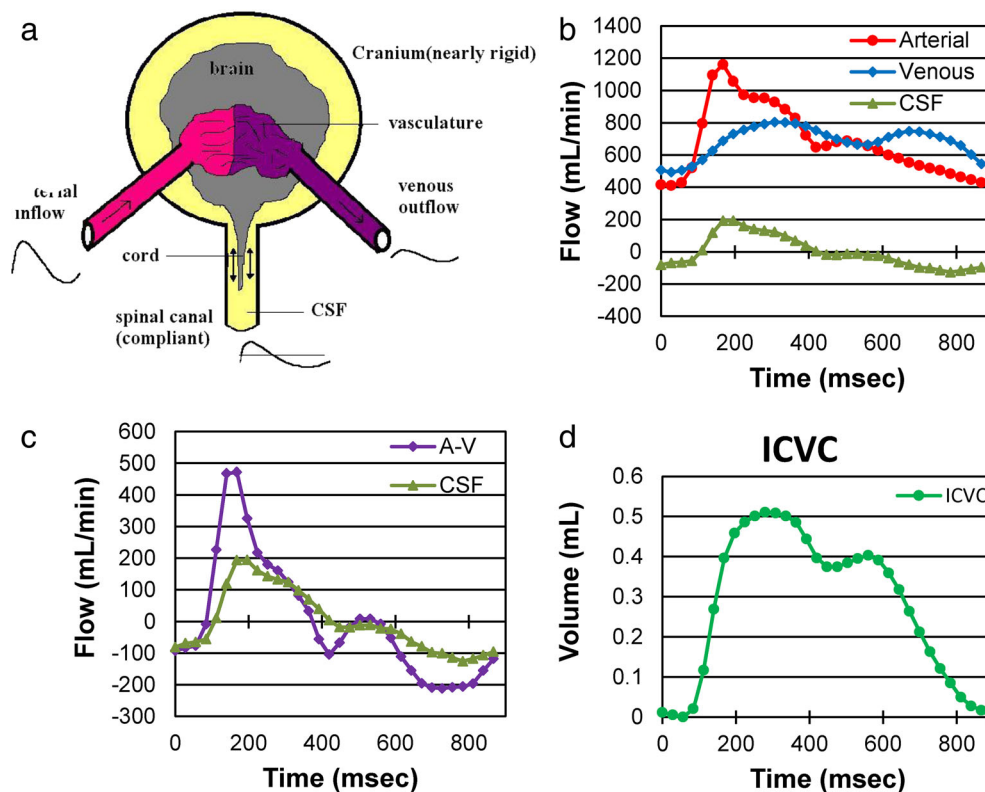 a
Cranium(nearly rigid)
brain
vasculature
inflow
venous
outflow
cord
spinal canal
(compliant)
CSF
b
1400
1200
1000
800
600
400
200
0
-200
-400
Flow (mL/min)
Arterial
Venous
CSF
0 200 400 600 800
Time (msec)
c
600
500
400
300
200
100
0
-100
-200
-300
Flow (mL/min)
A-V
CSF
0 200 400 600 800
Time (msec)
d
ICVC
0.6
0.5
0.4
0.3
0.2
0.1
0
Volume (mL)
ICVC
0 200 400 600 800
Time (msec)